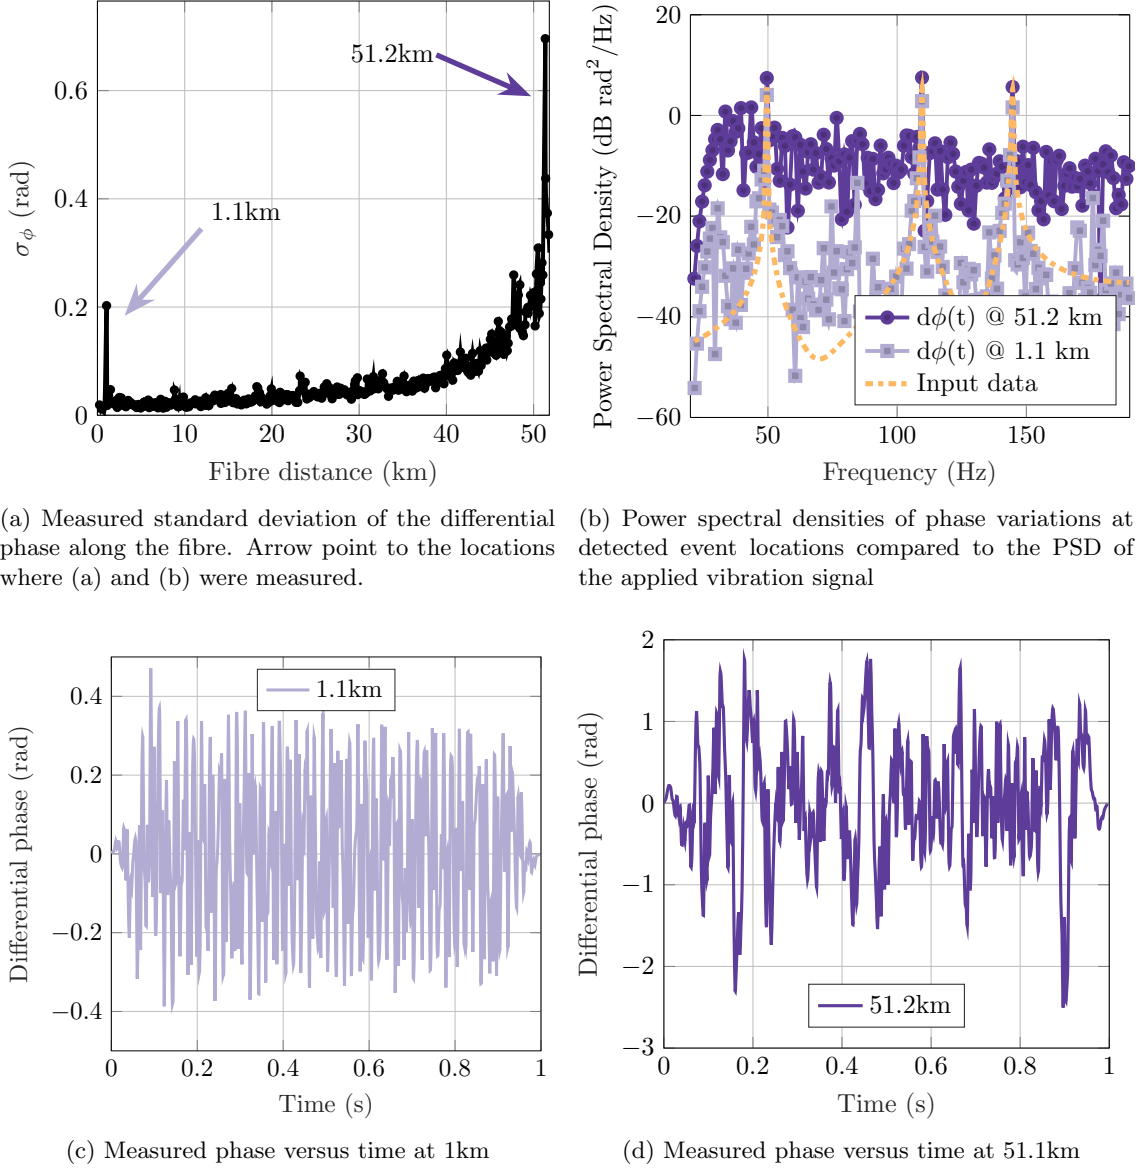 0.6
0.4
0.2
0
σϕ (rad)
51.2km
1.1km
0 10 20 30 40 50
Fibre distance (km)
20
0
−20
−40
−60
Power Spectral Density (dB rad²/Hz)
dϕ(t) @ 51.2 km
dϕ(t) @ 1.1 km
Input data
50 100 150
Frequency (Hz)
(a) Measured standard deviation of the differential
phase along the fibre. Arrow point to the locations
where (a) and (b) were measured.
(b) Power spectral densities of phase variations at
detected event locations compared to the PSD of
the applied vibration signal
0.4
0.2
0
−0.2
−0.4
Differential phase (rad)
1.1km
0 0.2 0.4 0.6 0.8 1
Time (s)
(c) Measured phase versus time at 1km
2
1
0
−1
−2
−3
Differential phase (rad)
51.2km
0 0.2 0.4 0.6 0.8 1
Time (s)
(d) Measured phase versus time at 51.1km